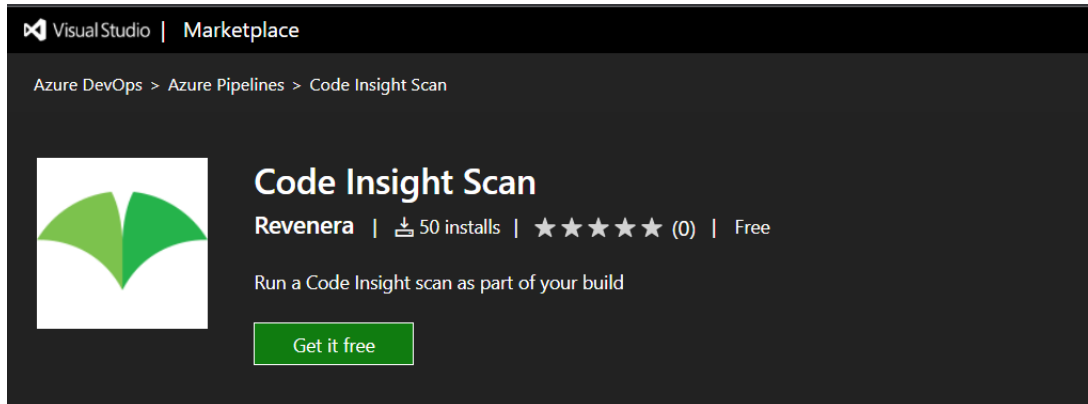 Visual Studio | Marketplace
Azure DevOps > Azure Pipelines > Code Insight Scan
Code Insight Scan
Revenera | 50 installs | ★★★★★ (0) | Free
Run a Code Insight scan as part of your build
Get it free